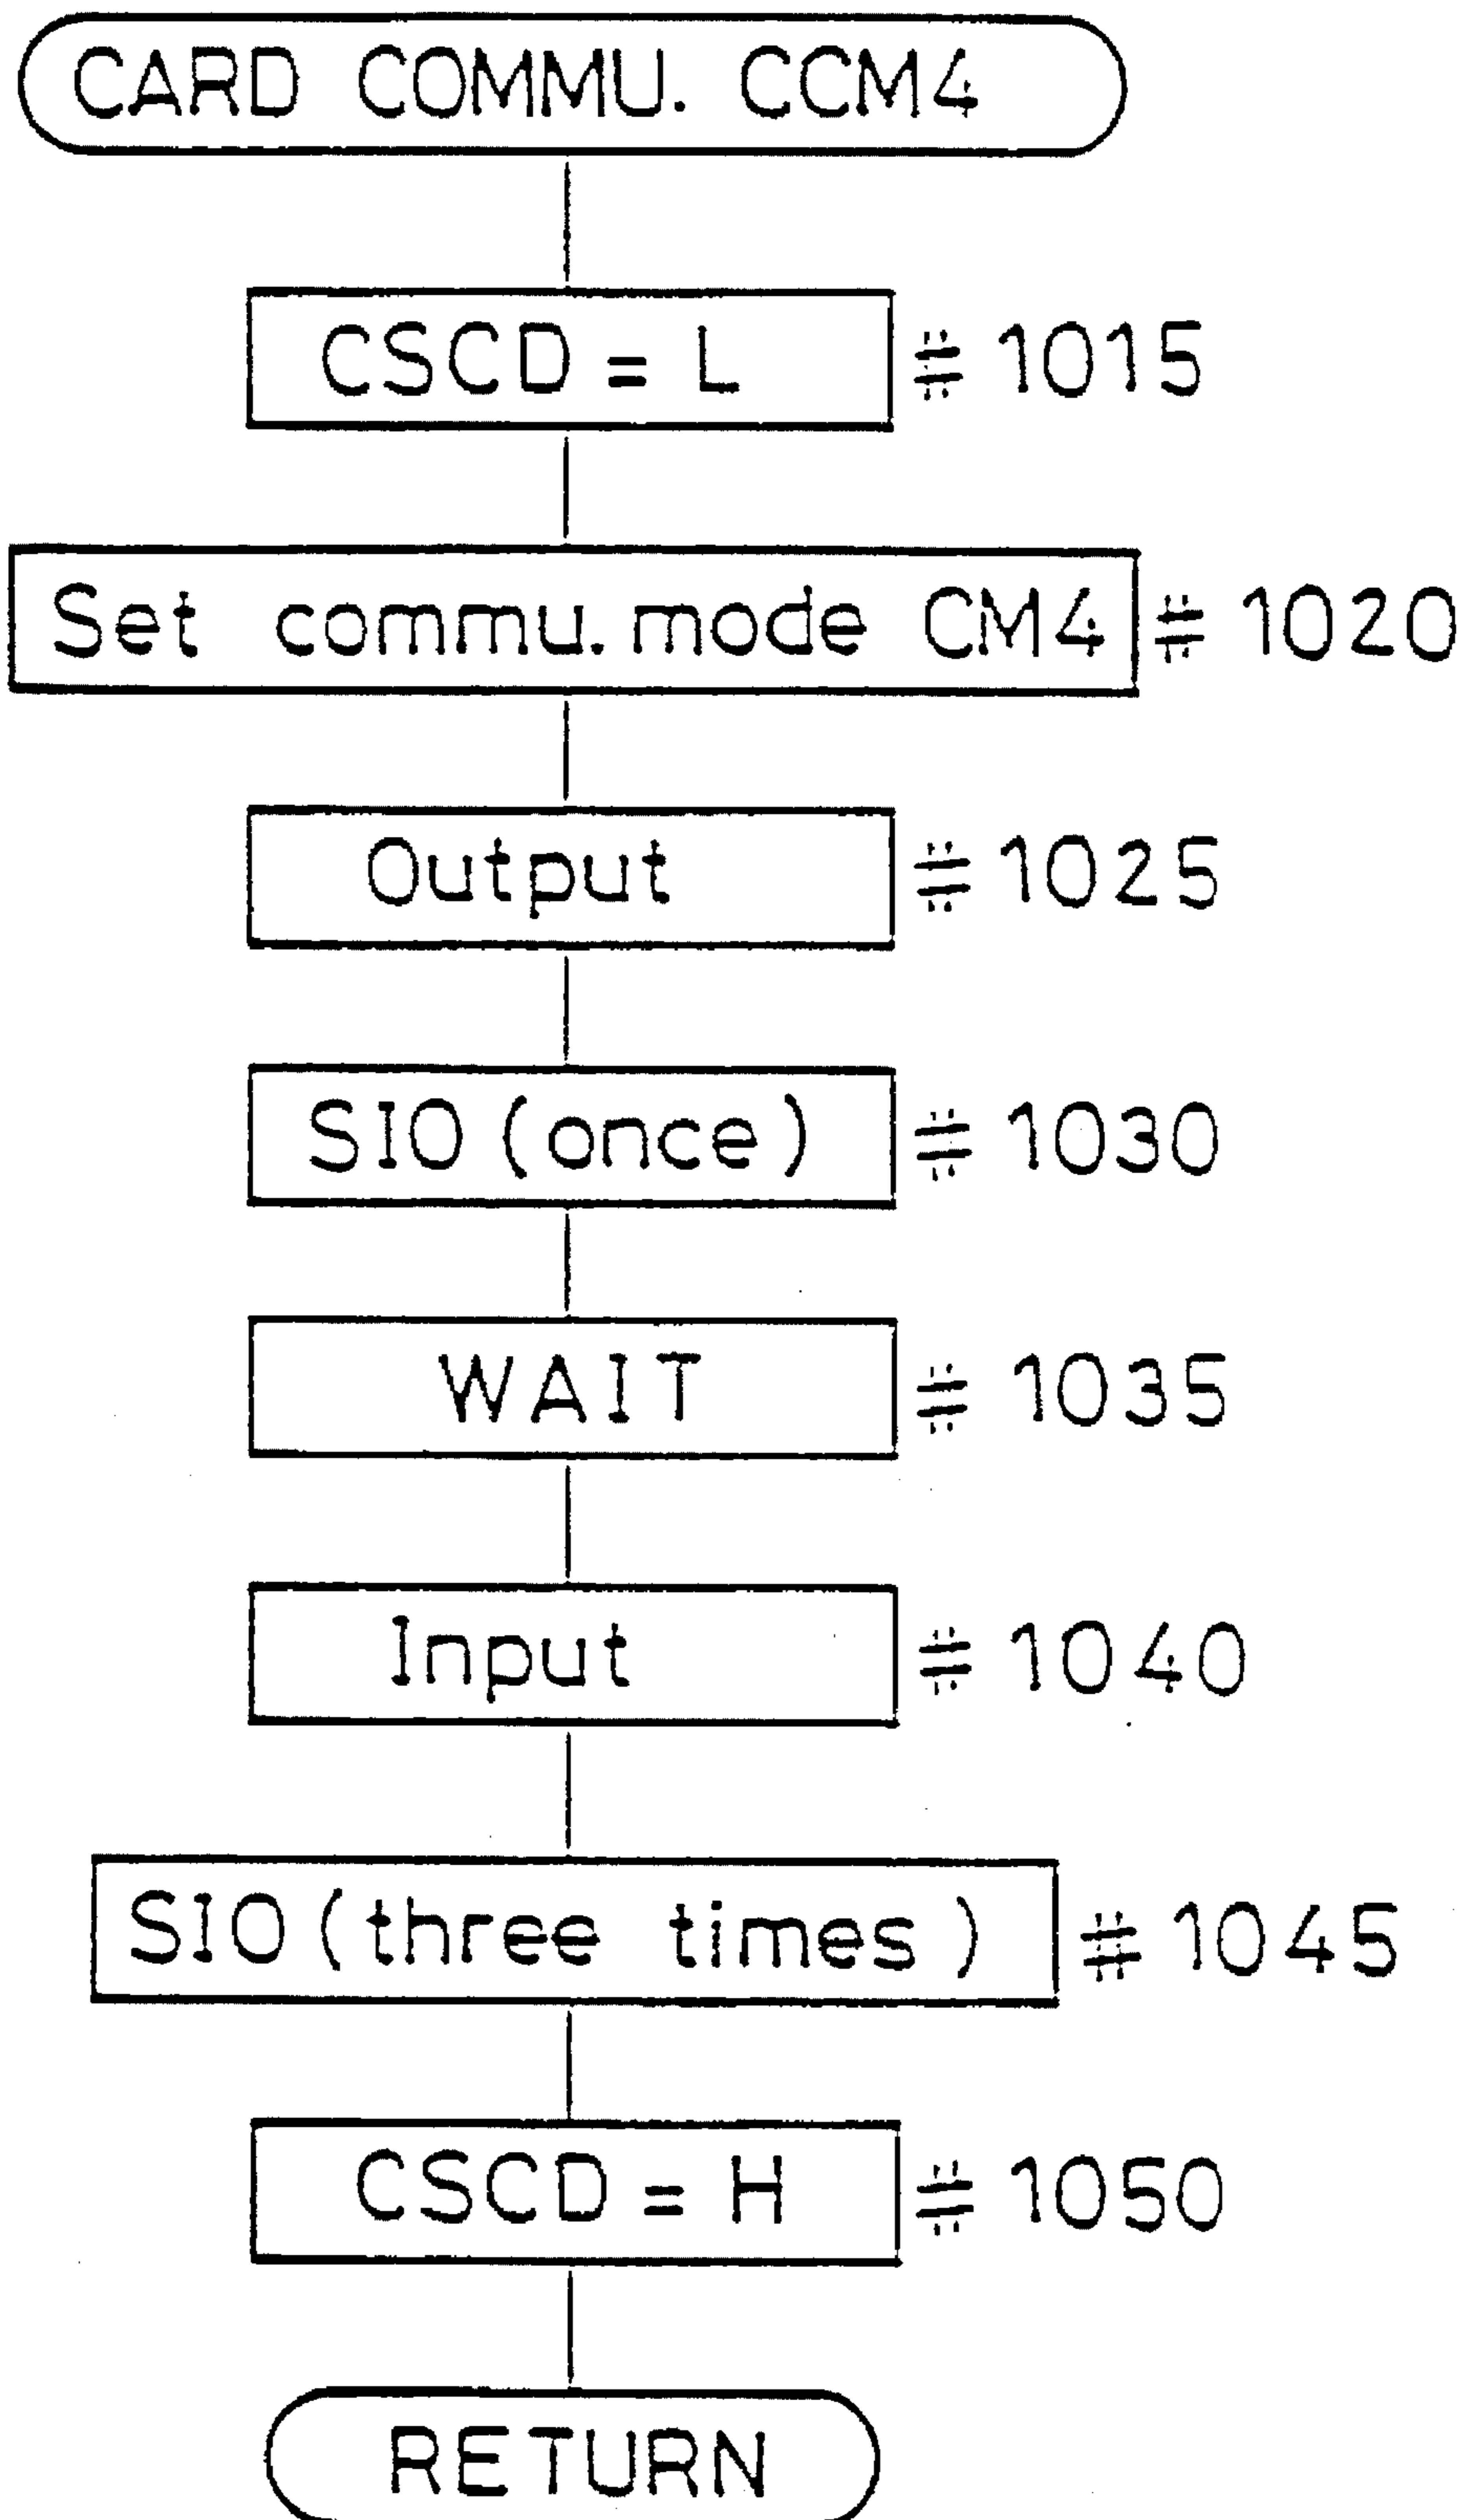 CARD COMMU. CCM4
CSCD = L #1015
Set commu. mode CM4 #1020
Output #1025
SIO (once) #1030
WAIT #1035
Input #1040
SIO (three times) #1045
CSCD = H #1050
RETURN